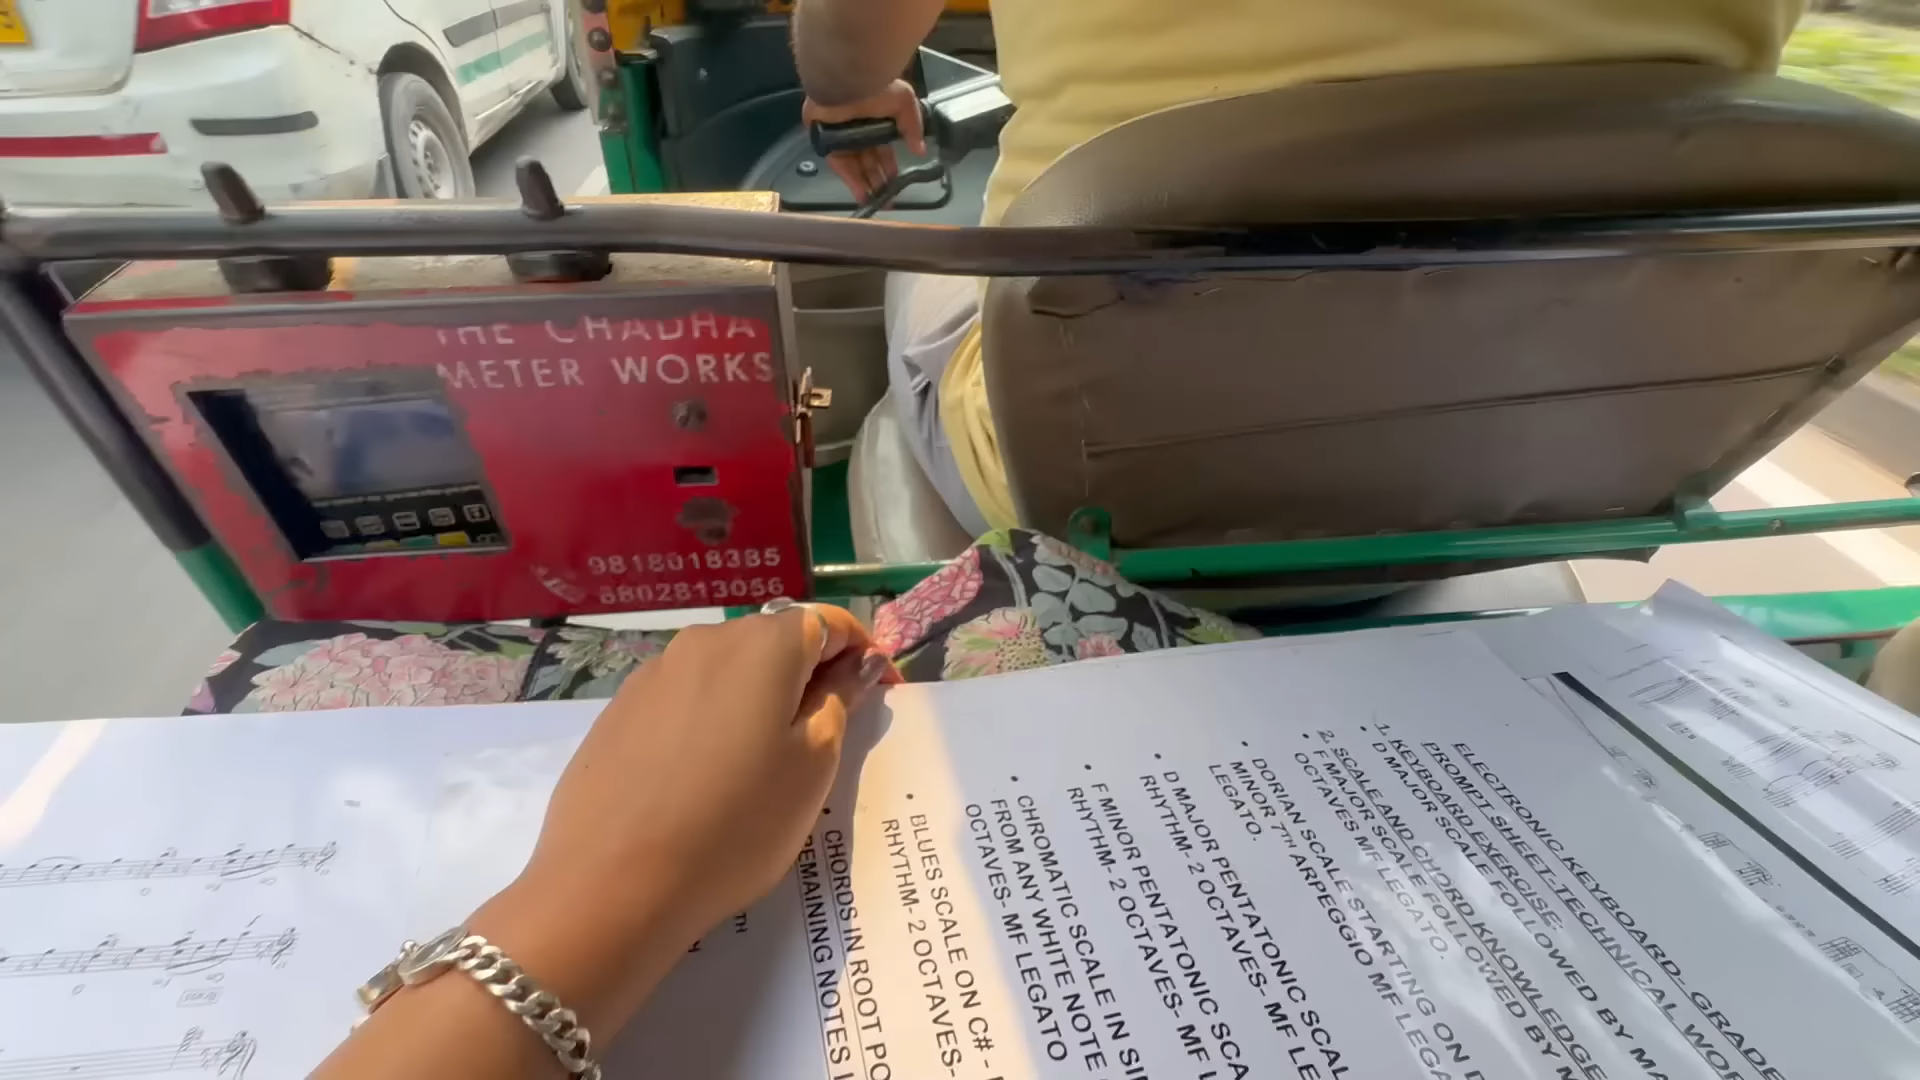 THE CHADHA
METER WORKS
9818018385
8802813056
ELECTRONIC KEYBOARD- GRADE
PROMPT SHEET-TECHNICAL WOR
1. KEYBOARD EXERCISE:
• D MAJOR SCALE FOLLOWED BY MA
2. SCALE AND CHORD KNOWLEDGE
• F MAJOR SCALE FOLLOWED BY M
OCTAVES MF LEGATO.
• DORIAN SCALE STARTING ON D
MINOR 7TH ARPEGGIO MF LEGA
LEGATO.
• D MAJOR PENTATONIC SCAL
RHYTHM- 2 OCTAVES- MF LE
• F MINOR PENTATONIC SCA
RHYTHM- 2 OCTAVES- MF L
• CHROMATIC SCALE IN SI
FROM ANY WHITE NOTE
OCTAVES- MF LEGATO
• BLUES SCALE ON C# -
RHYTHM- 2 OCTAVES-
• CHORDS IN ROOT PO
REMAINING NOTES I
TH